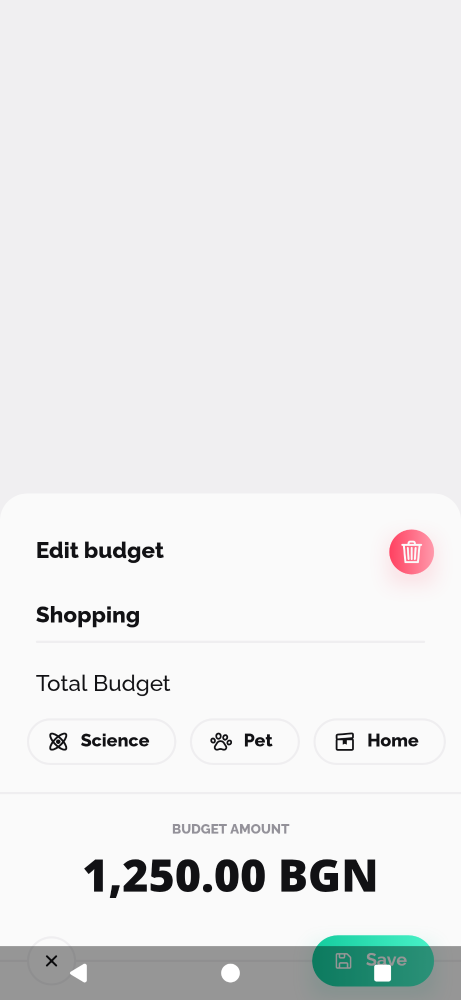 Edit budget
Shopping
Total Budget
Science Pet Home
BUDGET AMOUNT
1,250.00 BGN
Save